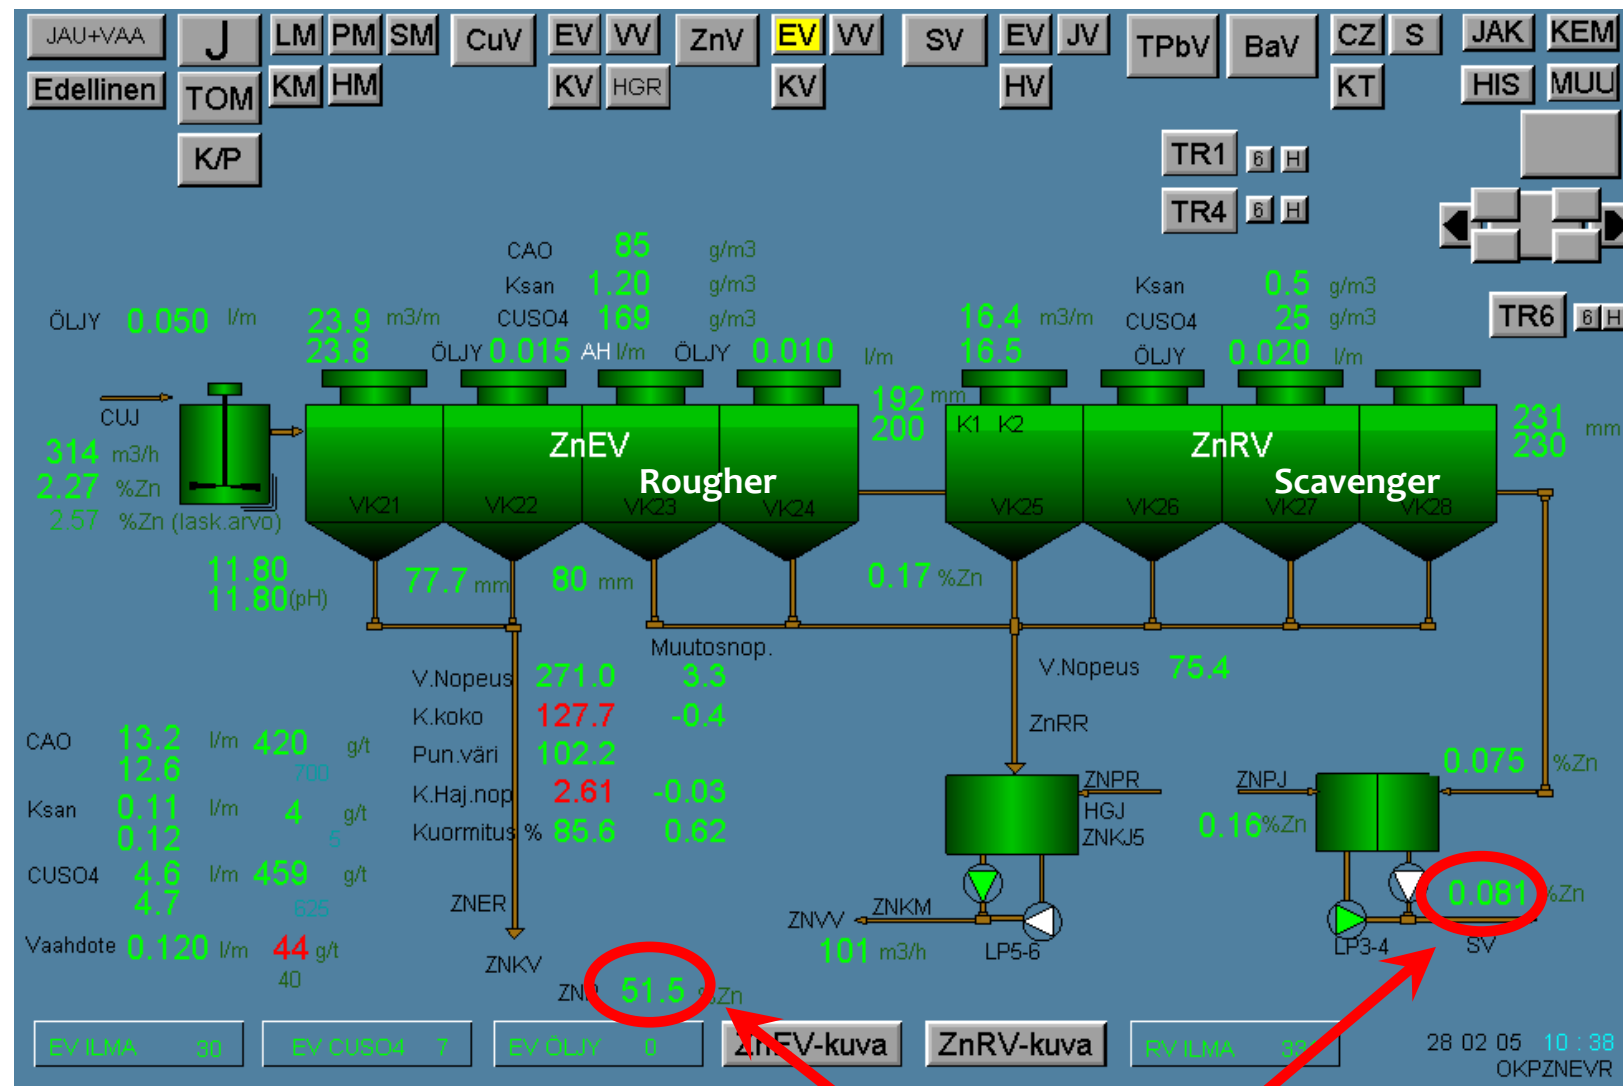 JAU+VAA J LM PM SM CuV EV VV ZnV EV VV SV EV JV TPbV BaV CZ S JAK KEM
Edellinen TOM KM HM KV HGR KV HV KT HIS MUU
K/P
TR1 6 H
TR4 6 H
TR6 6 H
CAO 85 g/m3
Ksan 1.20 g/m3
CUSO4 169 g/m3
ÖLJY 0.050 l/m
23.9 m3/m
23.8
ÖLJY 0.015 AH l/m
ÖLJY 0.010 l/m
16.4 m3/m
16.5
Ksan 0.5 g/m3
CUSO4 25 g/m3
ÖLJY 0.020 l/m
192 mm
200
231 mm
230
CUJ
314 m3/h
2.27 %Zn
2.57 %Zn (lask.arvo)
ZnEV
Rougher
VK21 VK22 VK23 VK24
K1 K2
ZnRV
Scavenger
VK25 VK26 VK27 VK28
11.80
11.80(pH)
77.7 mm 80 mm
0.17 %Zn
Muutosnop.
V.Nopeus 271.0 3.3
K.koko 127.7 -0.4
Pun.väri 102.2
K.Haj.nop 2.61 -0.03
Kuormitus % 85.6 0.62
V.Nopeus 75.4
ZnRR
CAO 13.2 l/m 420 g/t
12.6 700
Ksan 0.11 l/m 4 g/t
0.12 5
CUSO4 4.6 l/m 459 g/t
4.7 525
Vaahdote 0.120 l/m 44 g/t
40
ZNPR
HGJ
ZNKJ5
ZNPJ
0.16%Zn
0.075 %Zn
0.081 %Zn
ZNER
ZNKV
ZNVV ZNKM
101 m3/h
LP5-6
LP3-4
SV
ZNP 51.5 %Zn
EV ILMA 30
EV CUSO4 7
EV ÖLJY 0
ZnEV-kuva
ZnRV-kuva
RV ILMA
28 02 05 10 : 38
OKPZNEVR